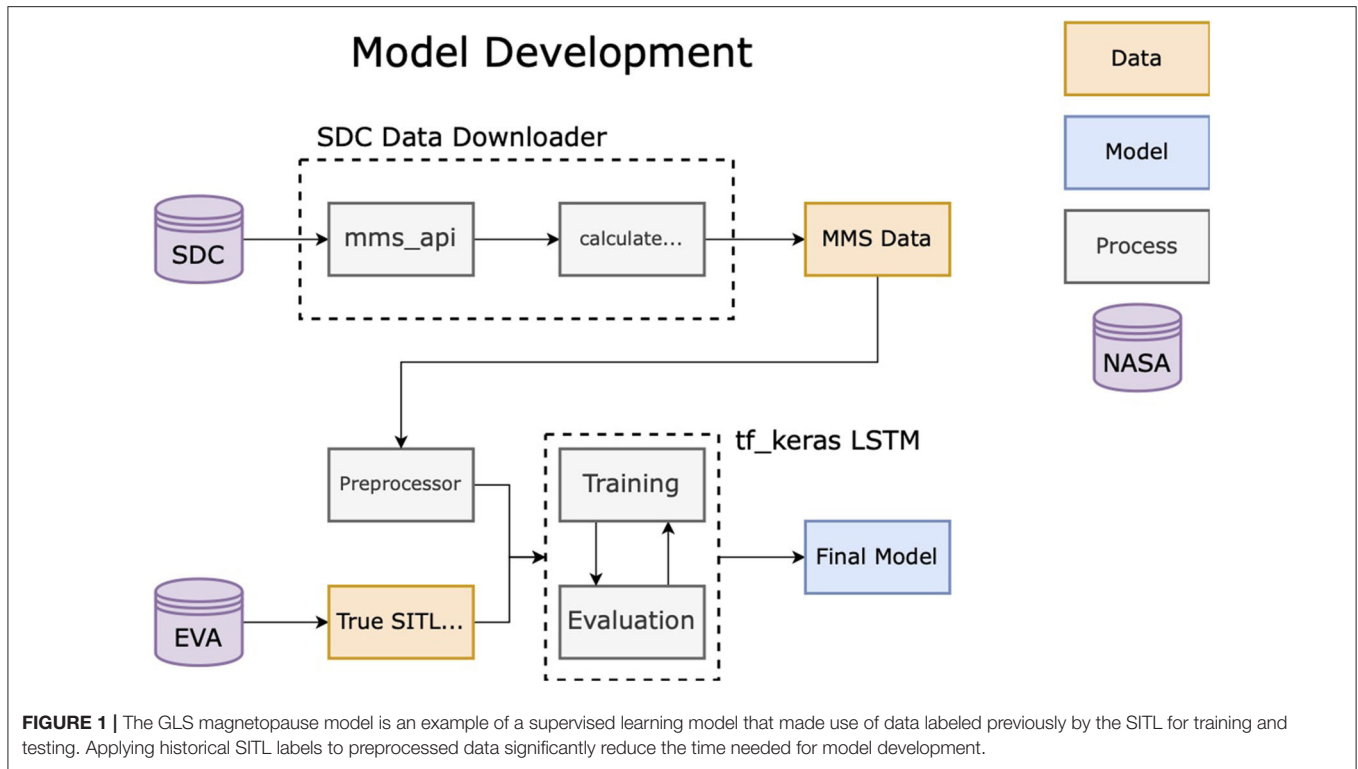 Model Development
Data
Model
Process
NASA
SDC Data Downloader
SDC
mms_api
calculate...
MMS Data
Preprocessor
tf_keras LSTM
Training
Evaluation
Final Model
EVA
True SITL...
FIGURE 1 | The GLS magnetopause model is an example of a supervised learning model that made use of data labeled previously by the SITL for training and
testing. Applying historical SITL labels to preprocessed data significantly reduce the time needed for model development.